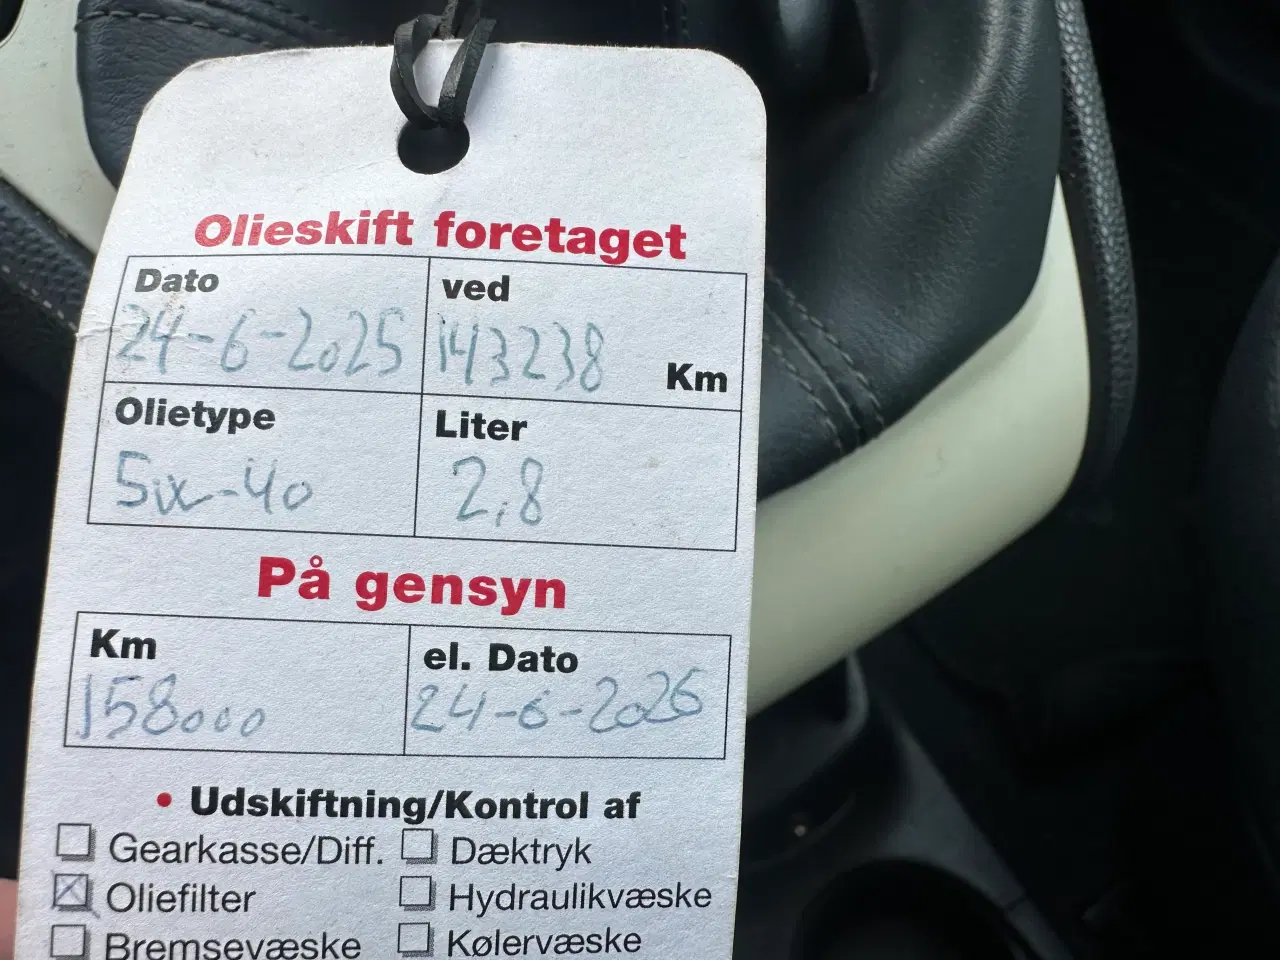 Olieskift foretaget
Dato ved
24-6-2025 143238 Km
Olietype Liter
5w-40 2,8
På gensyn
Km el. Dato
158000 24-6-2026
• Udskiftning/Kontrol af
Gearkasse/Diff. Dæktryk
Oliefilter Hydraulikvæske
Bremsevæske Kølervæske